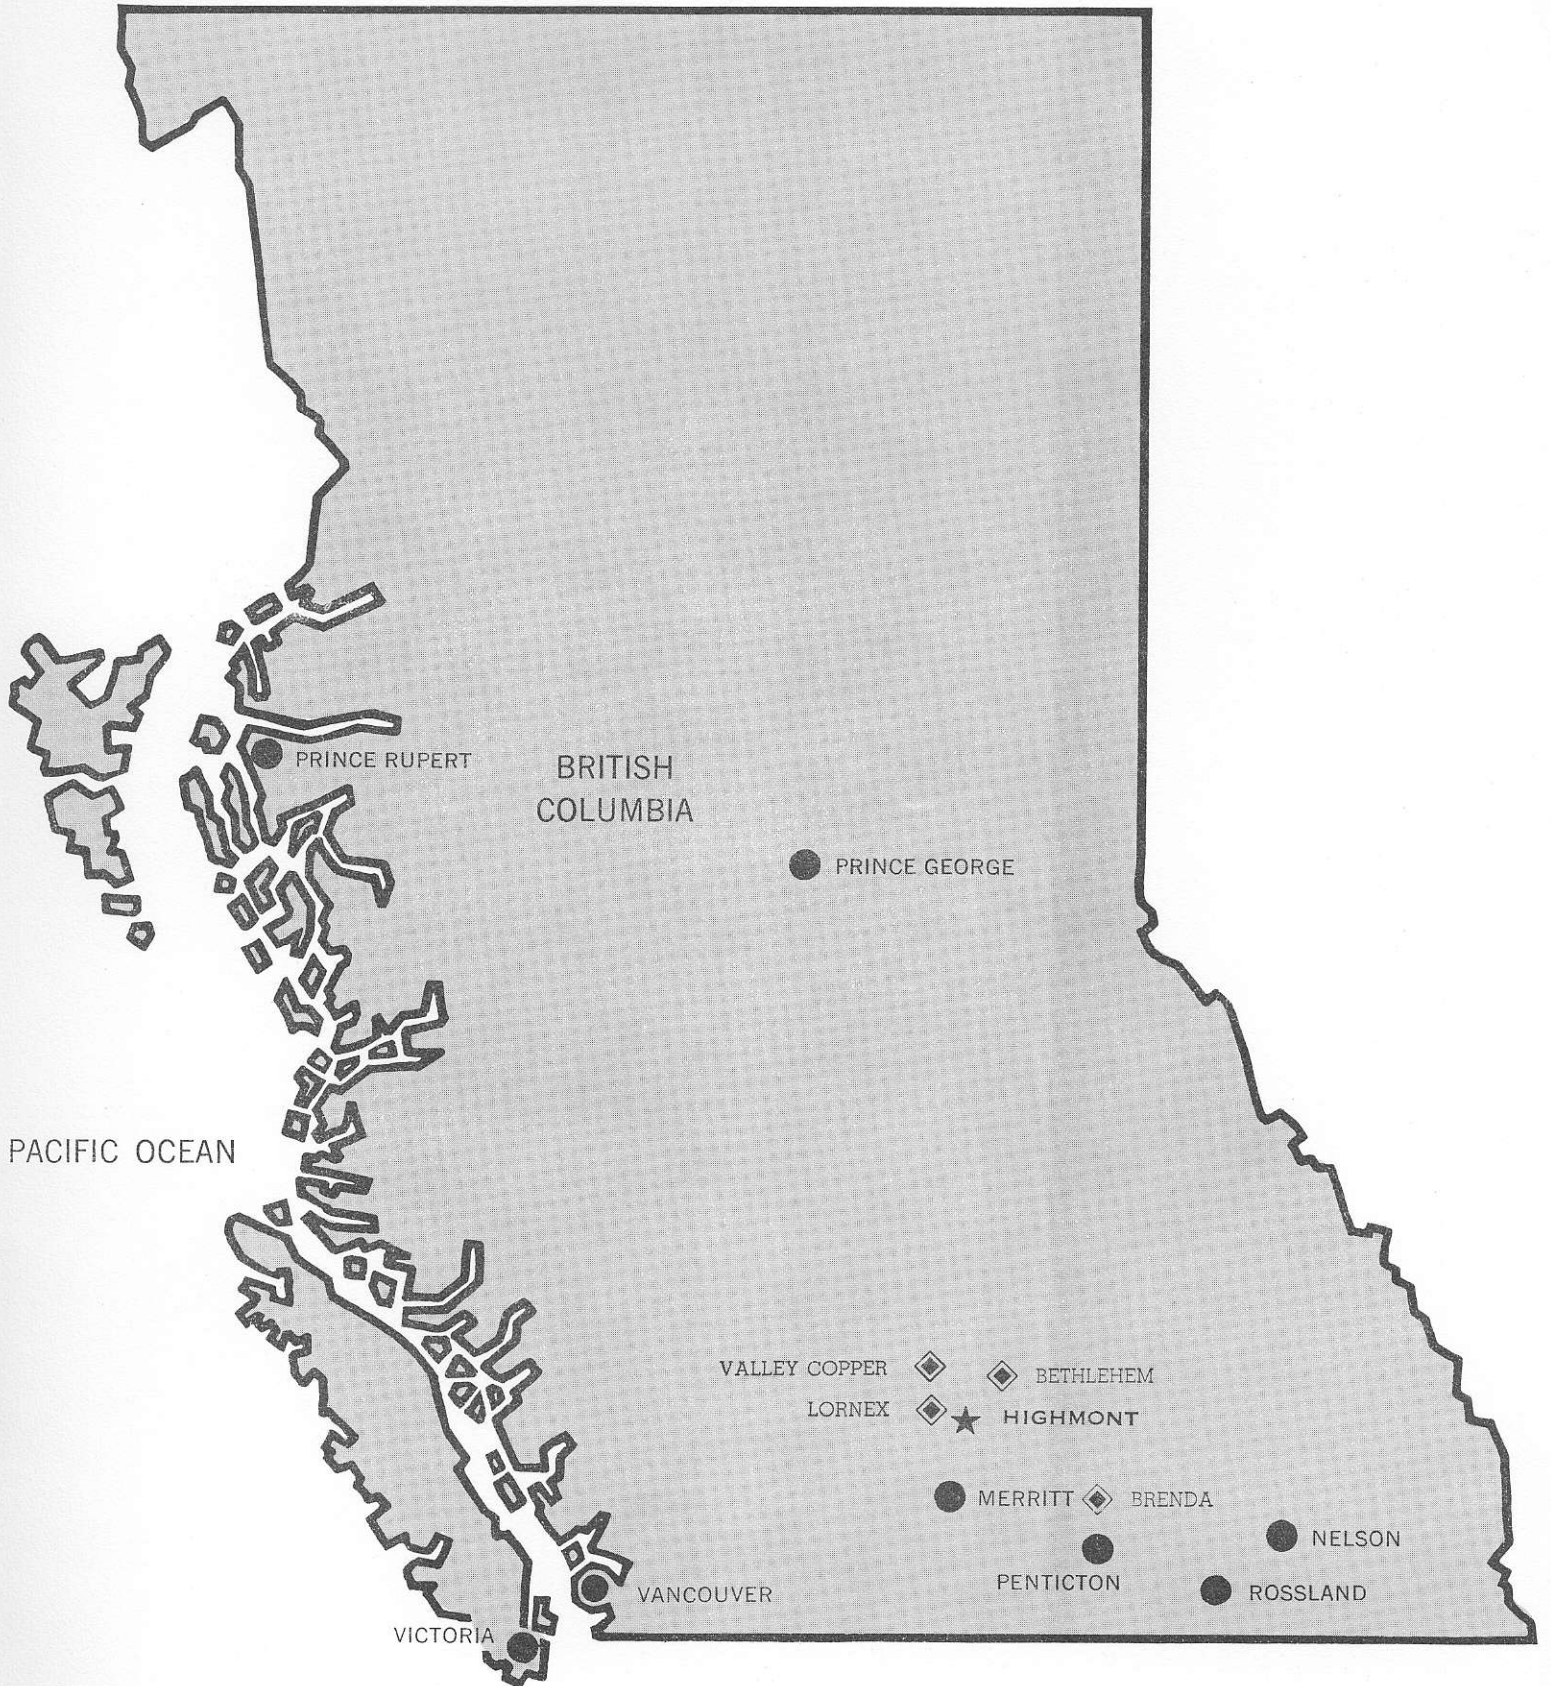 PRINCE RUPERT
BRITISH
COLUMBIA
PRINCE GEORGE
PACIFIC OCEAN
VALLEY COPPER
BETHLEHEM
LORNEX
HIGHMONT
MERRITT
BRENDA
NELSON
PENTICTON
ROSSLAND
VANCOUVER
VICTORIA